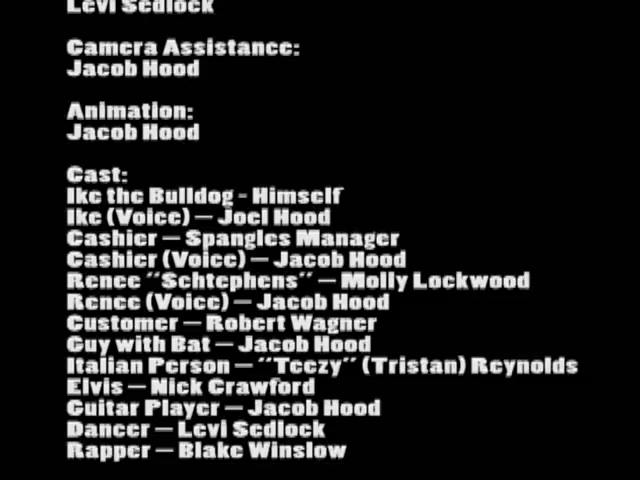 Levi Sedlock
Camera Assistance:
Jacob Hood
Animation:
Jacob Hood
Cast:
Ike the Bulldog - Himself
Ike (Voice) — Joel Hood
Cashier — Spangles Manager
Cashier (Voice) — Jacob Hood
Renee "Schtephens" — Molly Lockwood
Renee (Voice) — Jacob Hood
Customer — Robert Wagner
Guy with Bat — Jacob Hood
Italian Person — "Teezy" (Tristan) Reynolds
Elvis — Nick Crawford
Guitar Player — Jacob Hood
Dancer — Levi Sedlock
Rapper — Blake Winslow